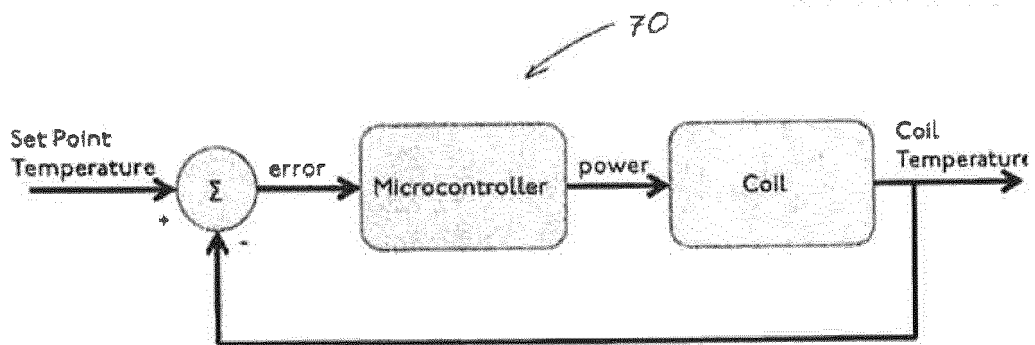 70
Set Point
Temperature
+
Σ
-
error
Microcontroller
power
Coil
Coil
Temperature